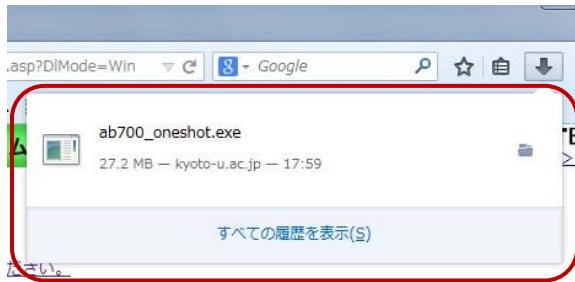 .asp?DlMode=Win
Google
ab700_oneshot.exe
27.2 MB — kyoto-u.ac.jp — 17:59
すべての履歴を表示(S)
ださい。